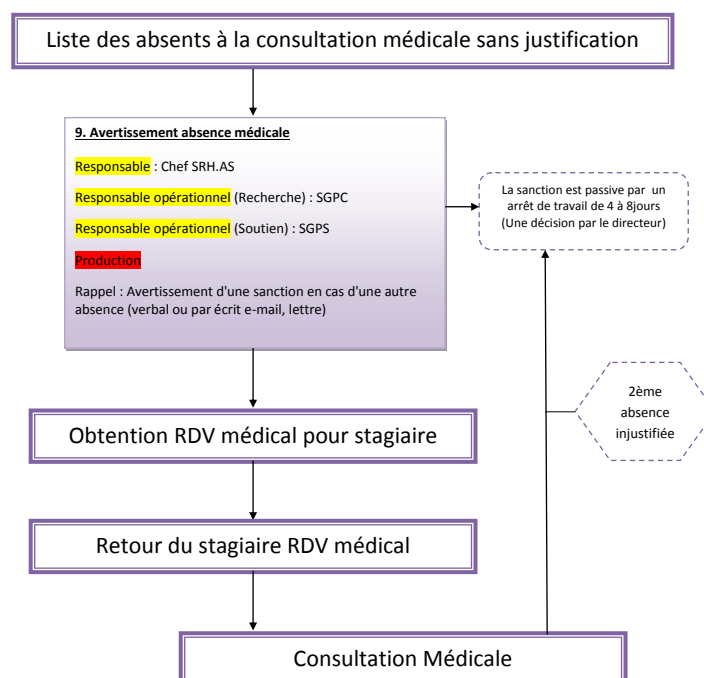 Liste des absents à la consultation médicale sans justification
9. Avertissement absence médicale
Responsable : Chef SRH.AS
Responsable opérationnel (Recherche) : SGPC
Responsable opérationnel (Soutien) : SGPS
Production
Rappel : Avertissement d'une sanction en cas d'une autre
absence (verbal ou par écrit e-mail, lettre)
La sanction est passive par un
arrêt de travail de 4 à 8jours
(Une décision par le directeur)
2ème
absence
injustifiée
Obtention RDV médical pour stagiaire
Retour du stagiaire RDV médical
Consultation Médicale